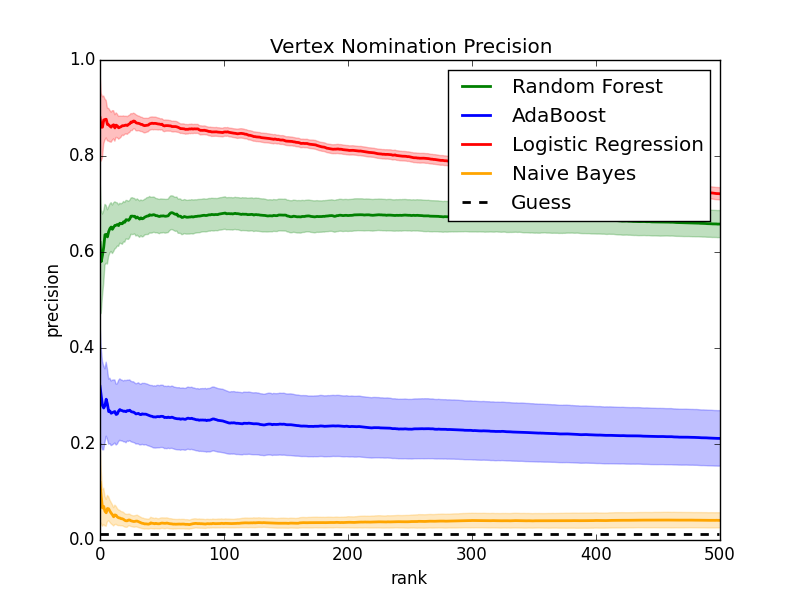 Vertex Nomination Precision
1.0
0.8
0.6
0.4
0.2
0.0
precision
Random Forest
AdaBoost
Logistic Regression
Naive Bayes
Guess
0 100 200 300 400 500
rank